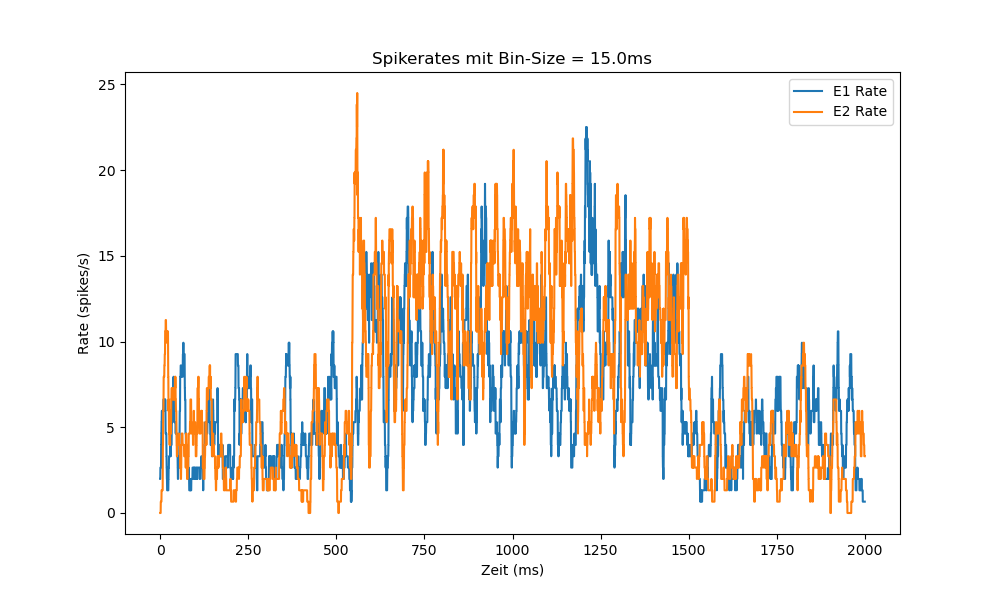 Spikerates mit Bin-Size = 15.0ms
E1 Rate
E2 Rate
25
20
15
10
5
0
Rate (spikes/s)
0 250 500 750 1000 1250 1500 1750 2000
Zeit (ms)